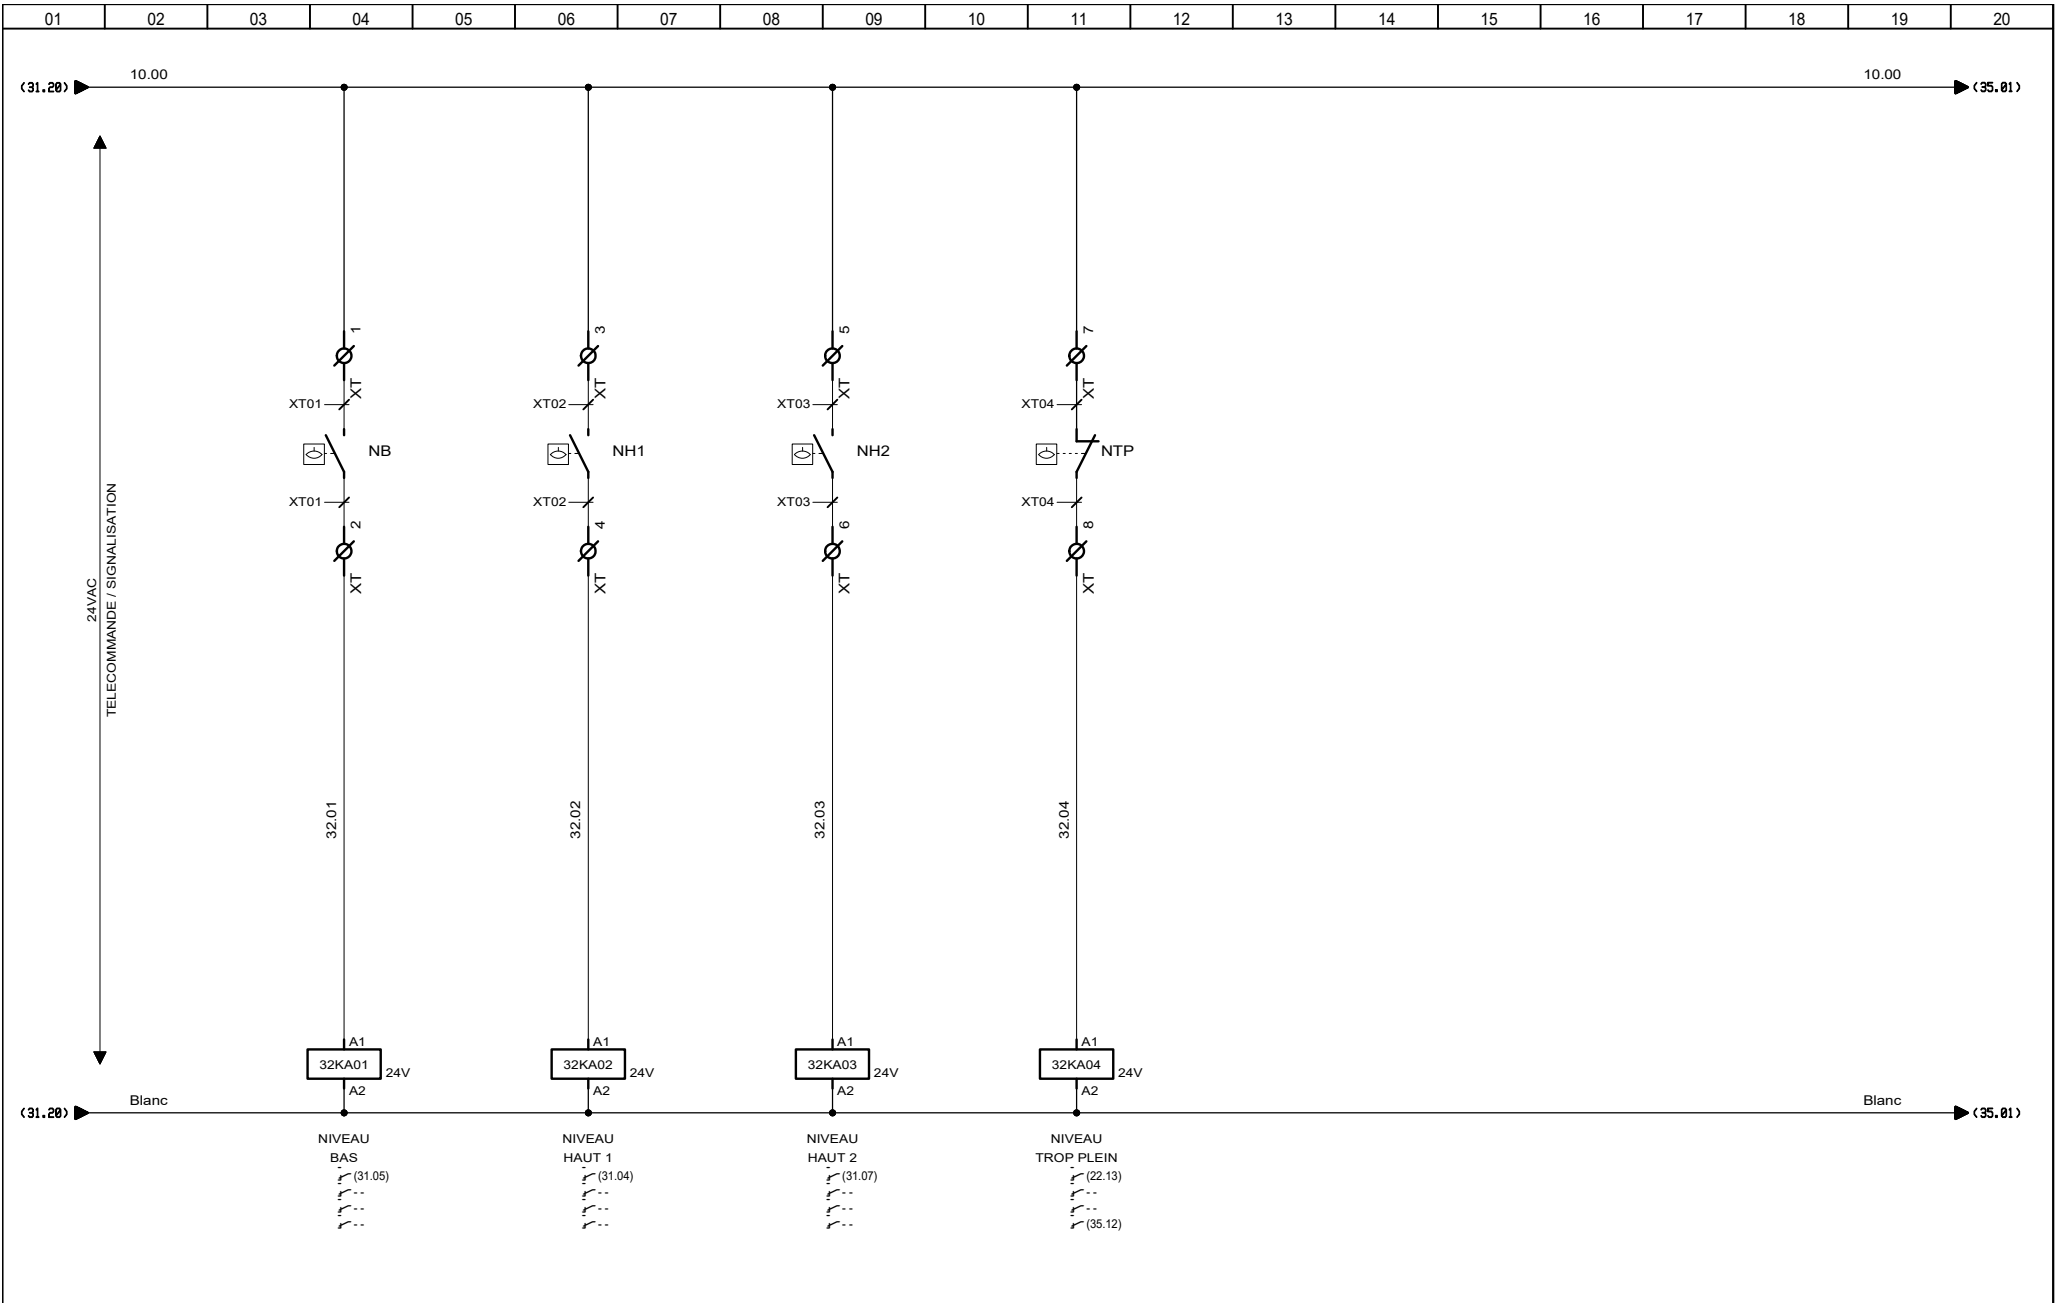 01 02 03 04 05 06 07 08 09 10 11 12 13 14 15 16 17 18 19 20
10.00 10.00
(31.20) (35.01)
1 3 5 7
XT XT XT XT
XT01 XT02 XT03 XT04
NB NH1 NH2 NTP
XT01 XT02 XT03 XT04
2 4 6 8
XT XT XT XT
24VAC
TELECOMMANDE / SIGNALISATION
32.01 32.02 32.03 32.04
A1 A1 A1 A1
32KA01 24V 32KA02 24V 32KA03 24V 32KA04 24V
A2 A2 A2 A2
Blanc Blanc
(31.20) (35.01)
NIVEAU NIVEAU NIVEAU NIVEAU
BAS HAUT 1 HAUT 2 TROP PLEIN
(31.05) (31.04) (31.07) (22.13)
-- -- -- --
-- -- -- --
-- -- -- (35.12)